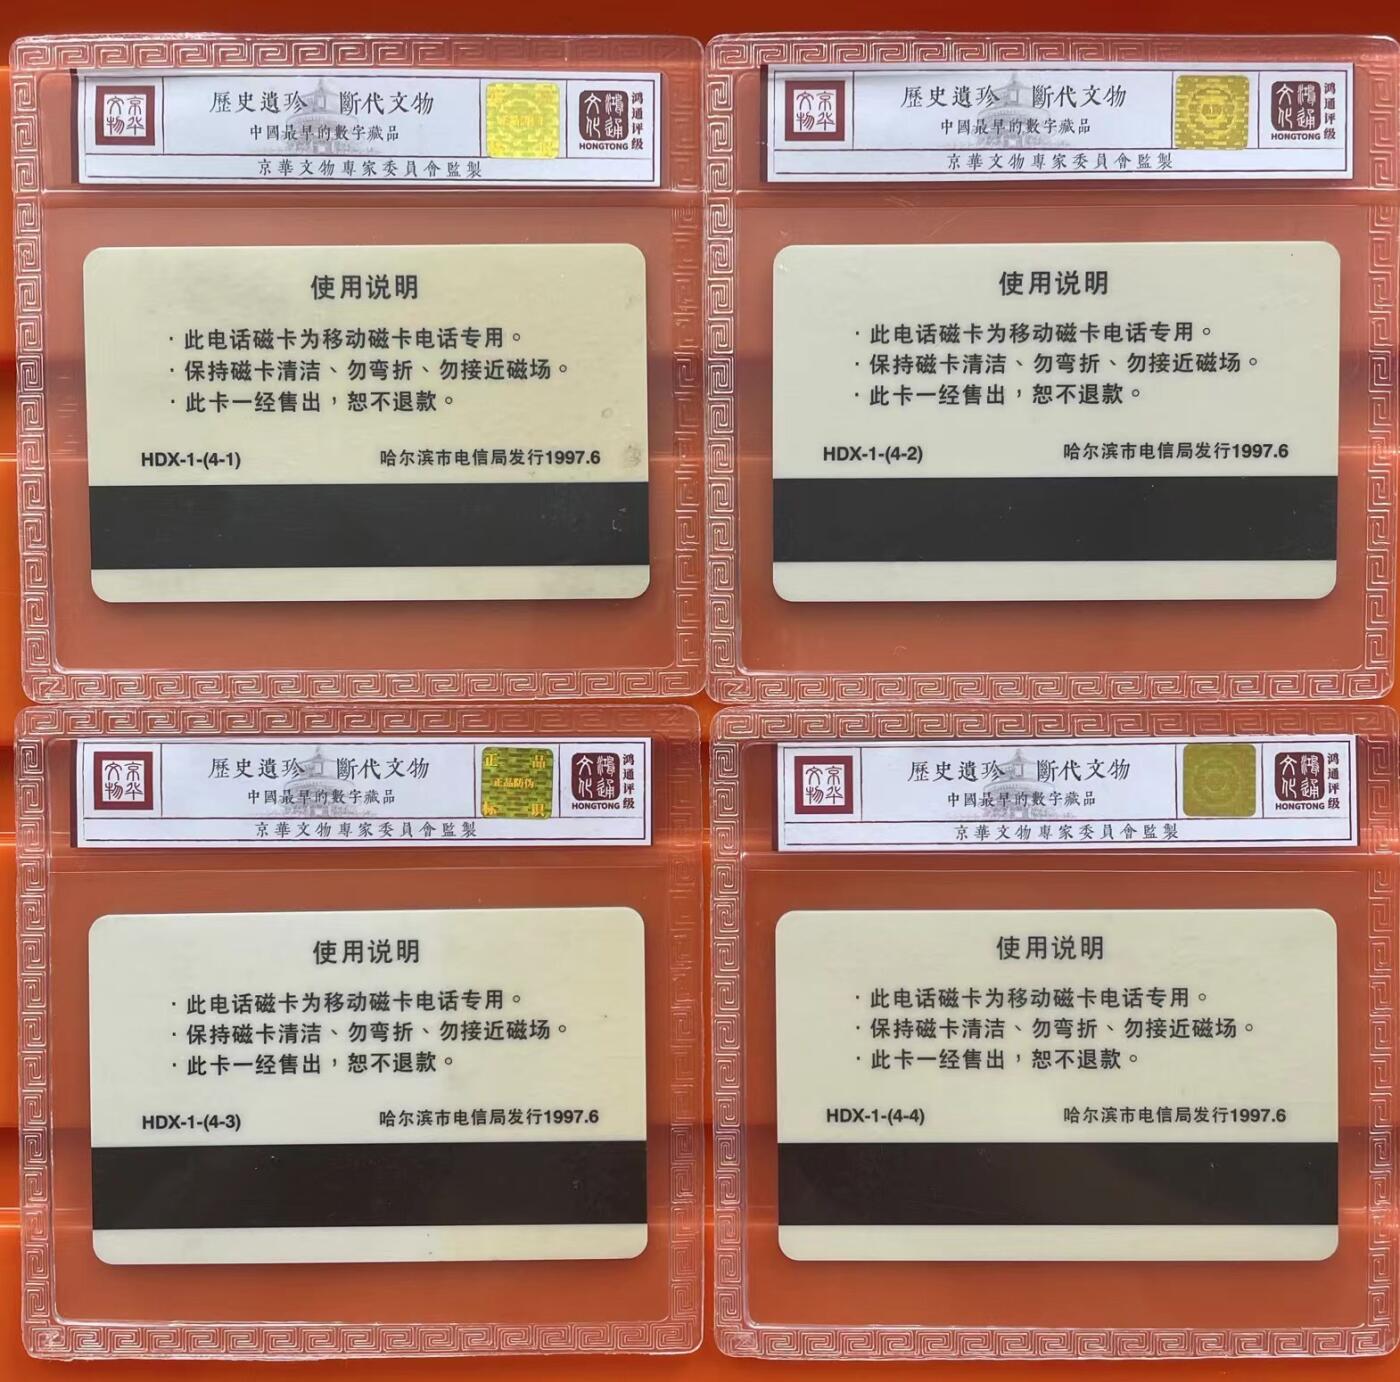 京华文物
歷史遺珍 斷代文物
中國最早的數字藏品
鸿通文化
HONGTONG
鸿通评级
京華文物專家委員會監製
使用说明
·此电话磁卡为移动磁卡电话专用。
·保持磁卡清洁、勿弯折、勿接近磁场。
·此卡一经售出，恕不退款。
HDX-1-(4-1) 哈尔滨市电信局发行1997.6
京华文物
歷史遺珍 斷代文物
中國最早的數字藏品
鸿通文化
HONGTONG
鸿通评级
京華文物專家委員會監製
使用说明
·此电话磁卡为移动磁卡电话专用。
·保持磁卡清洁、勿弯折、勿接近磁场。
·此卡一经售出，恕不退款。
HDX-1-(4-2) 哈尔滨市电信局发行1997.6
京华文物
歷史遺珍 斷代文物
中國最早的數字藏品
正品
正品防伪
标识
鸿通文化
HONGTONG
鸿通评级
京華文物專家委員會監製
使用说明
·此电话磁卡为移动磁卡电话专用。
·保持磁卡清洁、勿弯折、勿接近磁场。
·此卡一经售出，恕不退款。
HDX-1-(4-3) 哈尔滨市电信局发行1997.6
京华文物
歷史遺珍 斷代文物
中國最早的數字藏品
鸿通文化
HONGTONG
鸿通评级
京華文物專家委員會監製
使用说明
·此电话磁卡为移动磁卡电话专用。
·保持磁卡清洁、勿弯折、勿接近磁场。
·此卡一经售出，恕不退款。
HDX-1-(4-4) 哈尔滨市电信局发行1997.6